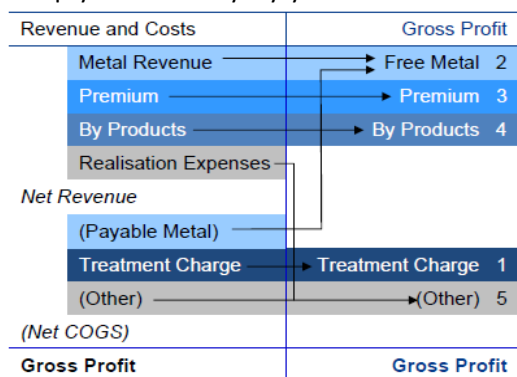 Revenue and Costs Gross Profit
Metal Revenue Free Metal 2
Premium Premium 3
By Products By Products 4
Realisation Expenses
Net Revenue
(Payable Metal)
Treatment Charge Treatment Charge 1
(Other) (Other) 5
(Net COGS)
Gross Profit Gross Profit